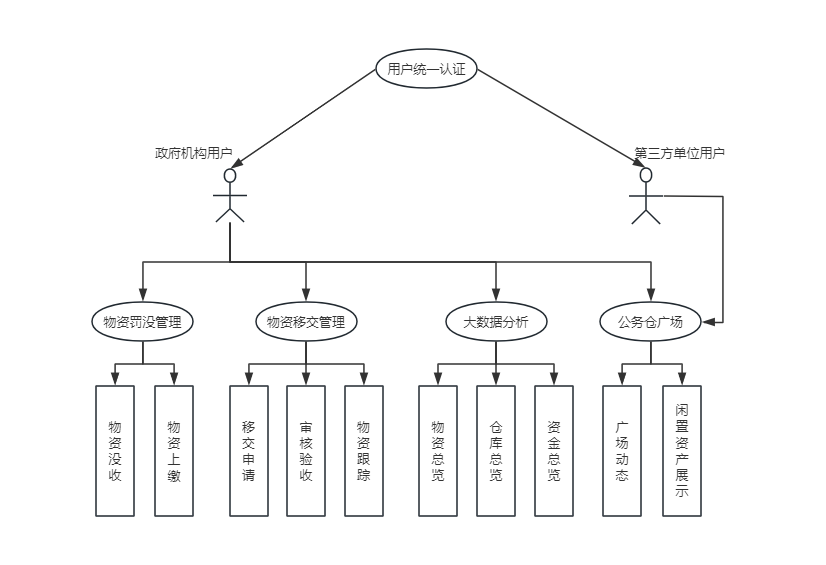 用户统一认证
政府机构用户
第三方单位用户
物资罚没管理
物资移交管理
大数据分析
公务仓广场
物资没收
物资上缴
移交申请
审核验收
物资跟踪
物资总览
仓库总览
资金总览
广场动态
闲置资产展示